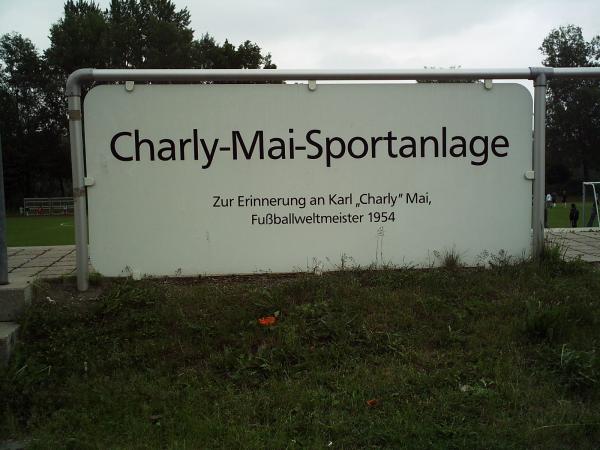 Charly-Mai-Sportanlage
Zur Erinnerung an Karl „Charly” Mai,
Fußballweltmeister 1954